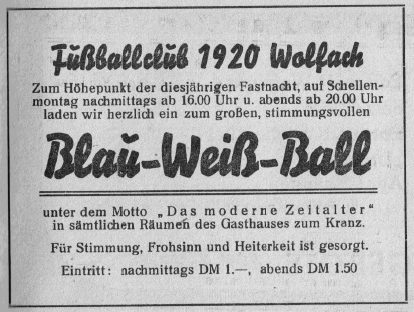 Fußballclub 1920 Wolfach
Zum Höhepunkt der diesjährigen Fastnacht, auf Schellen-
montag nachmittags ab 16.00 Uhr u. abends ab 20.00 Uhr
laden wir herzlich ein zum großen, stimmungsvollen
Blau-Weiß-Ball
unter dem Motto „Das moderne Zeitalter“
in sämtlichen Räumen des Gasthauses zum Kranz.
Für Stimmung, Frohsinn und Heiterkeit ist gesorgt.
Eintritt: nachmittags DM 1.—, abends DM 1.50